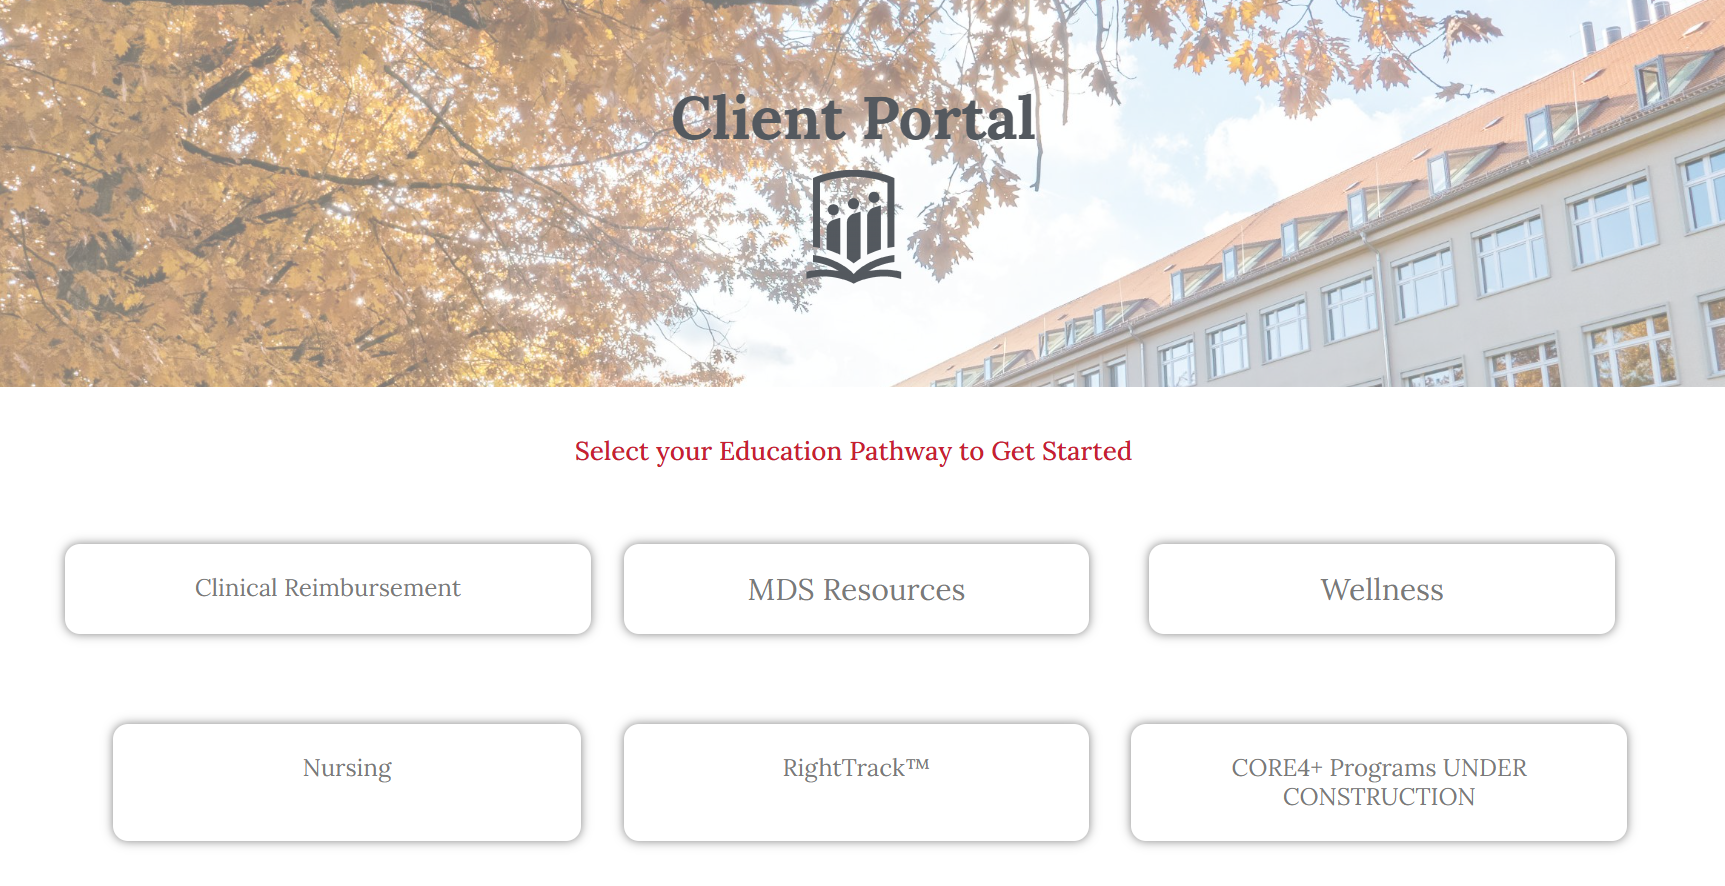 Client Portal
Select your Education Pathway to Get Started
Clinical Reimbursement
MDS Resources
Wellness
Nursing
RightTrack™
CORE4+ Programs UNDER
CONSTRUCTION